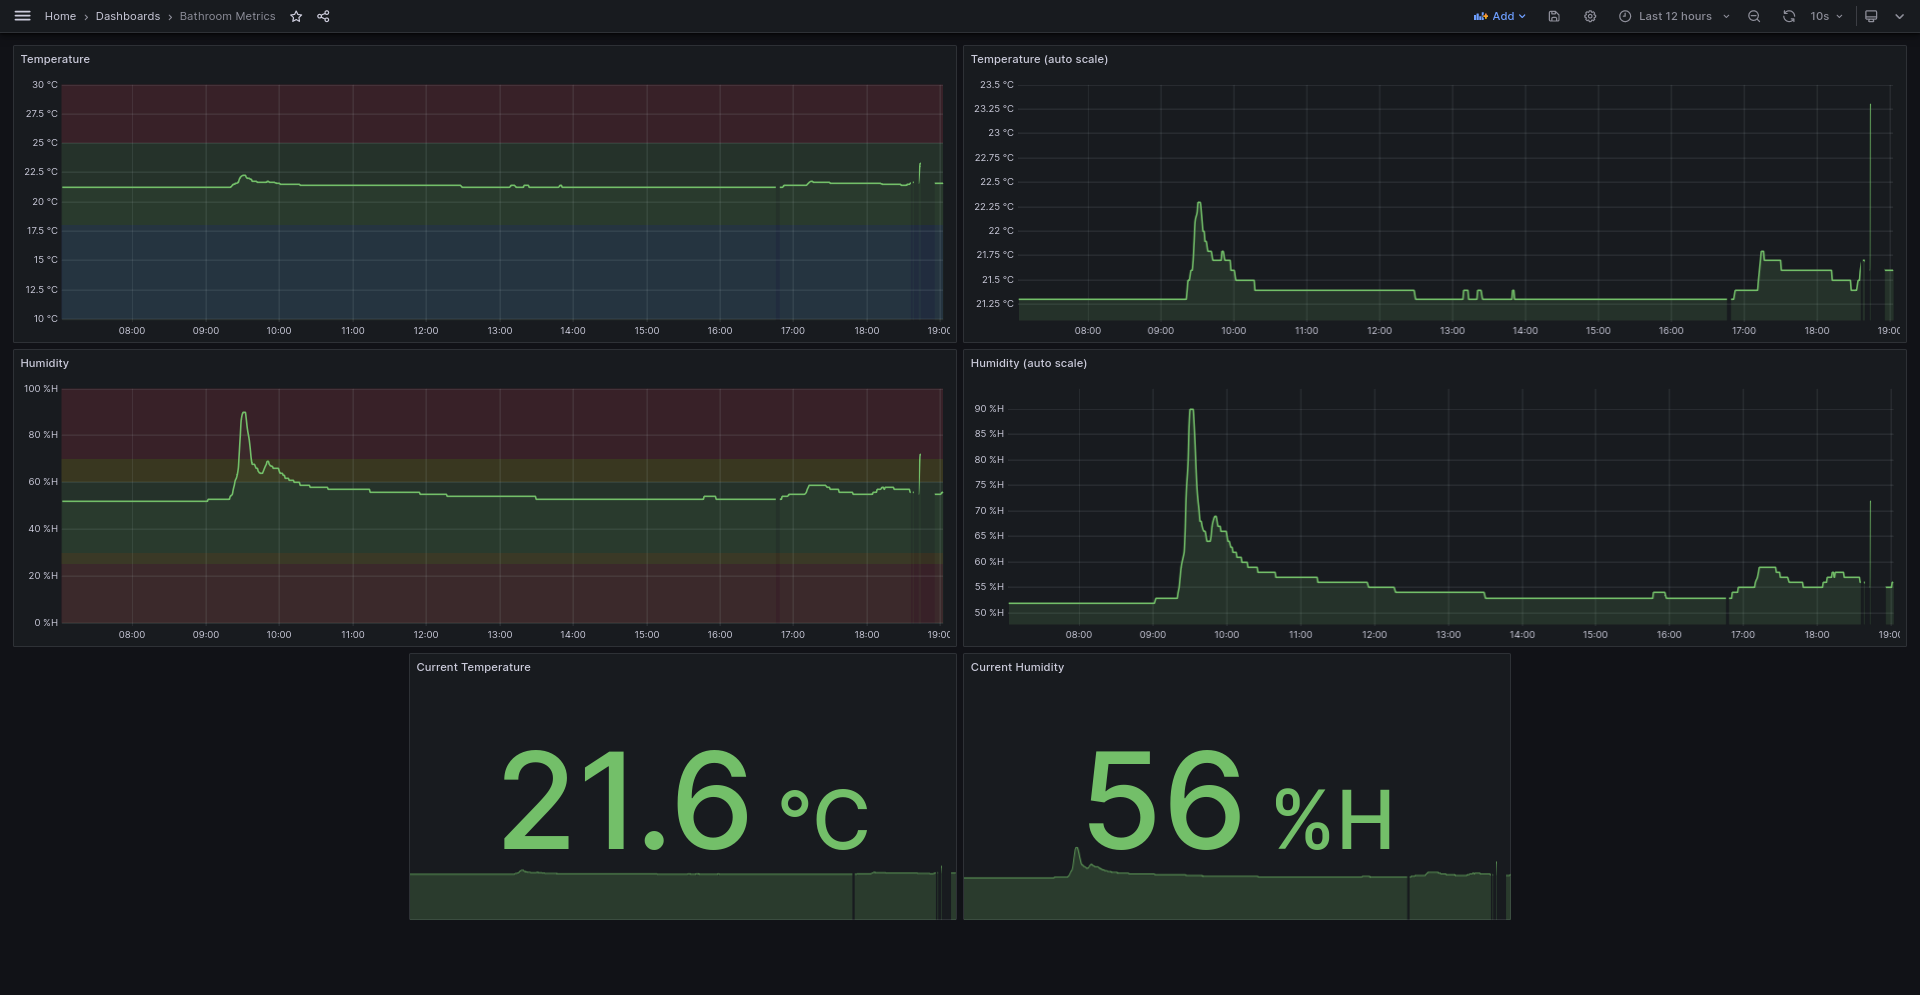 Home › Dashboards › Bathroom Metrics
Add
Last 12 hours
10s
Temperature
30 °C
27.5 °C
25 °C
22.5 °C
20 °C
17.5 °C
15 °C
12.5 °C
10 °C
08:00 09:00 10:00 11:00 12:00 13:00 14:00 15:00 16:00 17:00 18:00 19:00
Temperature (auto scale)
23.5 °C
23.25 °C
23 °C
22.75 °C
22.5 °C
22.25 °C
22 °C
21.75 °C
21.5 °C
21.25 °C
08:00 09:00 10:00 11:00 12:00 13:00 14:00 15:00 16:00 17:00 18:00 19:00
Humidity
100 %H
80 %H
60 %H
40 %H
20 %H
0 %H
08:00 09:00 10:00 11:00 12:00 13:00 14:00 15:00 16:00 17:00 18:00 19:00
Humidity (auto scale)
90 %H
85 %H
80 %H
75 %H
70 %H
65 %H
60 %H
55 %H
50 %H
08:00 09:00 10:00 11:00 12:00 13:00 14:00 15:00 16:00 17:00 18:00 19:00
Current Temperature
21.6 °C
Current Humidity
56 %H